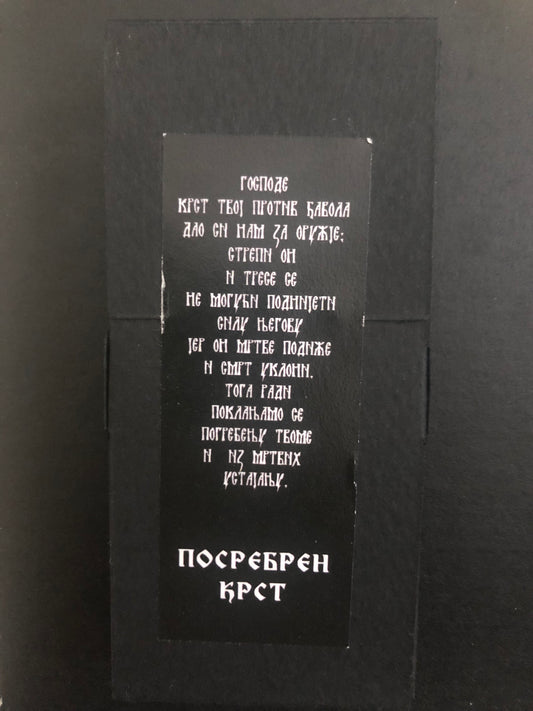 ГОСПОДЕ
КРСТ ТВОЈ ПРОТИВ ЂАВОЛА
ДАО СИ НАМ ЗА ОРУЖЈЕ;
СТРЕПИ ОН
И ТРЕСЕ СЕ
НЕ МОГУЋИ ПОДНИЈЕТИ
СИЛУ ЊЕГОВУ
ЈЕР ОН МРТВЕ ПОДИЖЕ
И СМРТ УКЛОНИ.
ТОГА РАДИ
ПОКЛАЊАМО СЕ
ПОГРЕБЕЊУ ТВОМЕ
И ИЗ МРТВИХ
УСТАЈАЊУ.
ПОСРЕБРЕН
КРСТ